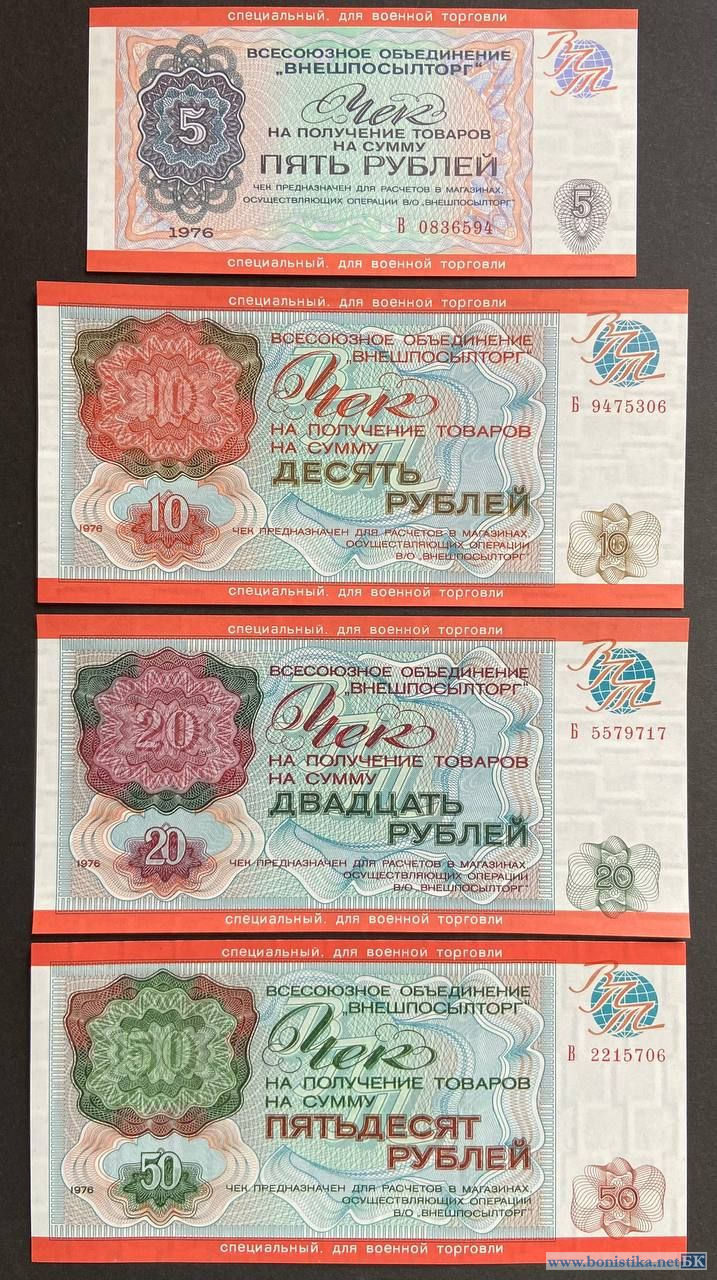 специальный. для военной торговли
ВСЕСОЮЗНОЕ ОБЪЕДИНЕНИЕ
„ВНЕШПОСЫЛТОРГ“
ВПТ
5
Чек
НА ПОЛУЧЕНИЕ ТОВАРОВ
НА СУММУ
ПЯТЬ РУБЛЕЙ
ЧЕК ПРЕДНАЗНАЧЕН ДЛЯ РАСЧЕТОВ В МАГАЗИНАХ,
ОСУЩЕСТВЛЯЮЩИХ ОПЕРАЦИИ В/О „ВНЕШПОСЫЛТОРГ“
5
1976
В 0836594
специальный. для военной торговли
специальный. для военной торговли
ВСЕСОЮЗНОЕ ОБЪЕДИНЕНИЕ
„ВНЕШПОСЫЛТОРГ“
ВПТ
10
Чек
Б 9475306
НА ПОЛУЧЕНИЕ ТОВАРОВ
НА СУММУ
ДЕСЯТЬ
РУБЛЕЙ
10
1976
ЧЕК ПРЕДНАЗНАЧЕН ДЛЯ РАСЧЕТОВ В МАГАЗИНАХ,
ОСУЩЕСТВЛЯЮЩИХ ОПЕРАЦИИ
В/О „ВНЕШПОСЫЛТОРГ“
10
специальный. для военной торговли
специальный. для военной торговли
ВСЕСОЮЗНОЕ ОБЪЕДИНЕНИЕ
„ВНЕШПОСЫЛТОРГ“
ВПТ
20
Чек
Б 5579717
НА ПОЛУЧЕНИЕ ТОВАРОВ
НА СУММУ
ДВАДЦАТЬ
РУБЛЕЙ
20
1976
ЧЕК ПРЕДНАЗНАЧЕН ДЛЯ РАСЧЕТОВ В МАГАЗИНАХ,
ОСУЩЕСТВЛЯЮЩИХ ОПЕРАЦИИ
В/О „ВНЕШПОСЫЛТОРГ“
20
специальный. для военной торговли
специальный. для военной торговли
ВСЕСОЮЗНОЕ ОБЪЕДИНЕНИЕ
„ВНЕШПОСЫЛТОРГ“
ВПТ
50
Чек
В 2215706
НА ПОЛУЧЕНИЕ ТОВАРОВ
НА СУММУ
ПЯТЬДЕСЯТ
РУБЛЕЙ
50
1976
ЧЕК ПРЕДНАЗНАЧЕН ДЛЯ РАСЧЕТОВ В МАГАЗИНАХ,
ОСУЩЕСТВЛЯЮЩИХ ОПЕРАЦИИ
В/О „ВНЕШПОСЫЛТОРГ“
50
специальный. для военной торговли
www.bonistika.net БК